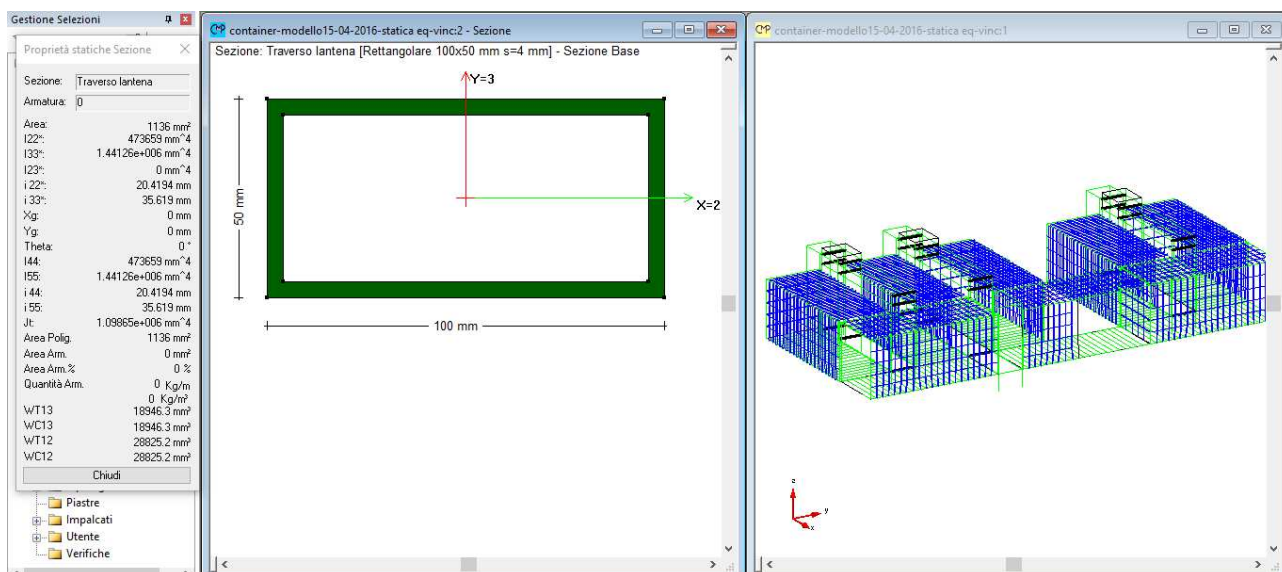 Gestione Selezioni
Proprietà statiche Sezione
Sezione: Traverso lantena
Armatura: 0
Area: 1136 mm²
I22*: 473659 mm^4
I33*: 1.44126e+006 mm^4
I23*: 0 mm^4
i 22*: 20.4194 mm
i 33*: 35.619 mm
Xg: 0 mm
Yg: 0 mm
Theta: 0 °
I44: 473659 mm^4
I55: 1.44126e+006 mm^4
i 44: 20.4194 mm
i 55: 35.619 mm
Jt: 1.09865e+006 mm^4
Area Polig. 1136 mm²
Area Arm. 0 mm²
Area Arm.% 0 %
Quantità Arm. 0 Kg/m
0 Kg/m³
WT13 18946.3 mm³
WC13 18946.3 mm³
WT12 28825.2 mm³
WC12 28825.2 mm³
Chiudi
Piastre
Impalcati
Utente
Verifiche
CMP container-modello15-04-2016-statica eq-vinc:2 - Sezione
Sezione: Traverso lantena [Rettangolare 100x50 mm s=4 mm] - Sezione Base
Y=3
X=2
50 mm
100 mm
CMP container-modello15-04-2016-statica eq-vinc:1
z
y
x